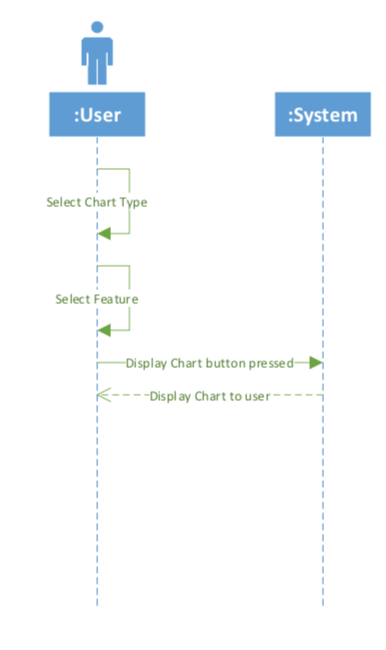 :User
:System
Select Chart Type
Select Feature
Display Chart button pressed
Display Chart to user